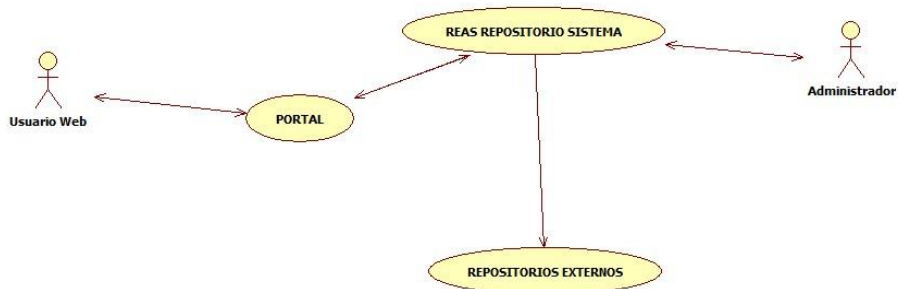 REAS REPOSITORIO SISTEMA
Administrador
Usuario Web
PORTAL
REPOSITORIOS EXTERNOS